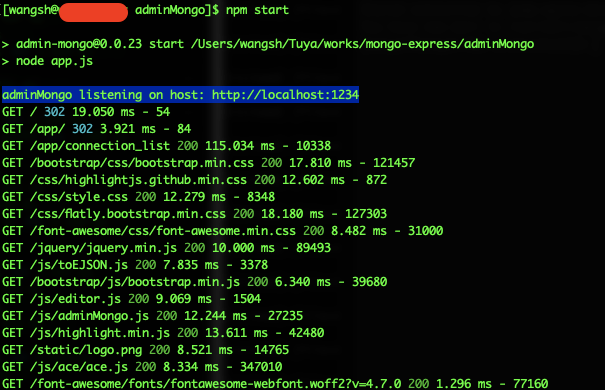 [[wangsh@ adminMongo]$ npm start
> admin-mongo@0.0.23 start /Users/wangsh/Tuya/works/mongo-express/adminMongo
> node app.js
adminMongo listening on host: http://localhost:1234
GET / 302 19.050 ms - 54
GET /app/ 302 3.921 ms - 84
GET /app/connection_list 200 115.034 ms - 10338
GET /bootstrap/css/bootstrap.min.css 200 17.810 ms - 121457
GET /css/highlightjs.github.min.css 200 12.602 ms - 872
GET /css/style.css 200 12.279 ms - 8348
GET /css/flatly.bootstrap.min.css 200 18.180 ms - 127303
GET /font-awesome/css/font-awesome.min.css 200 8.482 ms - 31000
GET /jquery/jquery.min.js 200 10.000 ms - 89493
GET /js/toEJSON.js 200 7.835 ms - 3378
GET /bootstrap/js/bootstrap.min.js 200 6.340 ms - 39680
GET /js/editor.js 200 9.069 ms - 1504
GET /js/adminMongo.js 200 12.244 ms - 27235
GET /js/highlight.min.js 200 13.611 ms - 42480
GET /static/logo.png 200 8.521 ms - 14765
GET /js/ace/ace.js 200 8.334 ms - 347010
GET /font-awesome/fonts/fontawesome-webfont.woff2?v=4.7.0 200 1.296 ms - 77160